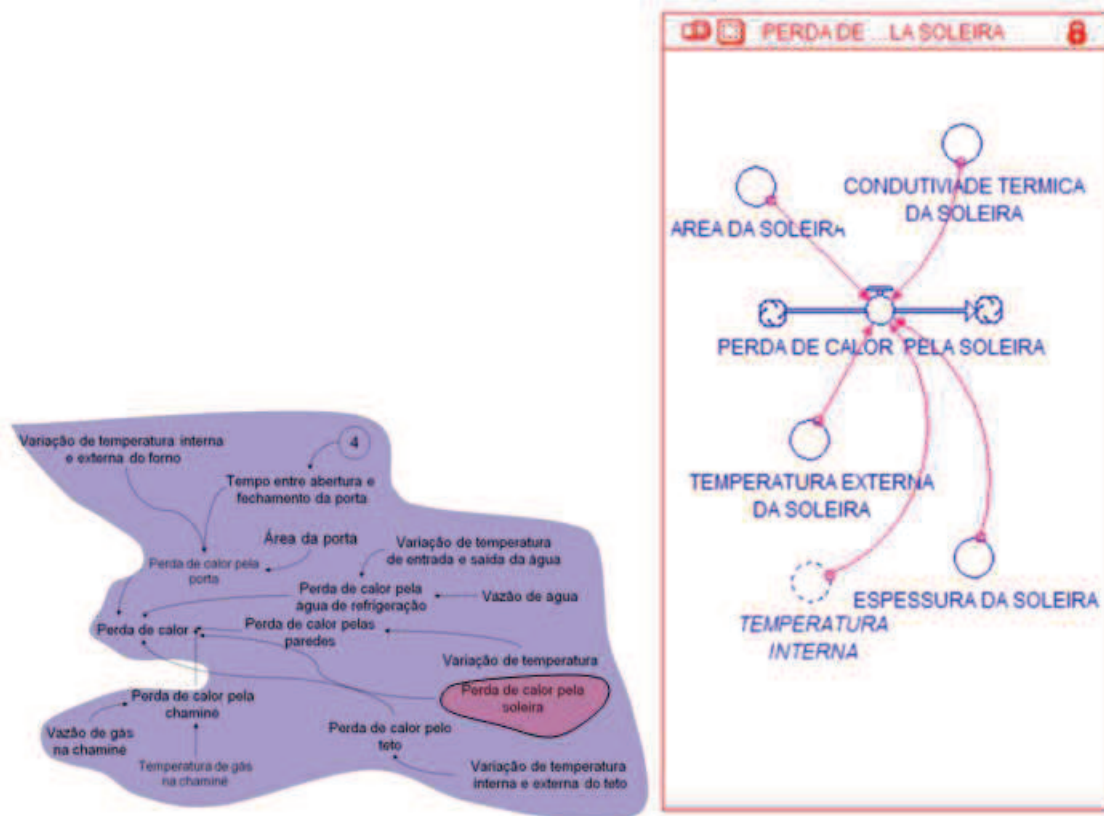 PERDA DE ...LA SOLEIRA
CONDUTIVIADE TERMICA
DA SOLEIRA
AREA DA SOLEIRA
PERDA DE CALOR PELA SOLEIRA
TEMPERATURA EXTERNA
DA SOLEIRA
ESPESSURA DA SOLEIRA
TEMPERATURA
INTERNA
Variação de temperatura interna
e externa do forno
4
Tempo entre abertura e
fechamento da porta
Área da porta
Perda de calor pela
porta
Variação de temperatura
de entrada e saída da água
Perda de calor pela
água de refrigeração
Vazão de água
Perda de calor
Perda de calor pelas
paredes
Variação de temperatura
Perda de calor pela
soleira
Perda de calor pela
chaminé
Vazão de gás
na chaminé
Temperatura de gás
na chaminé
Perda de calor pelo
teto
Variação de temperatura
interna e externa do teto